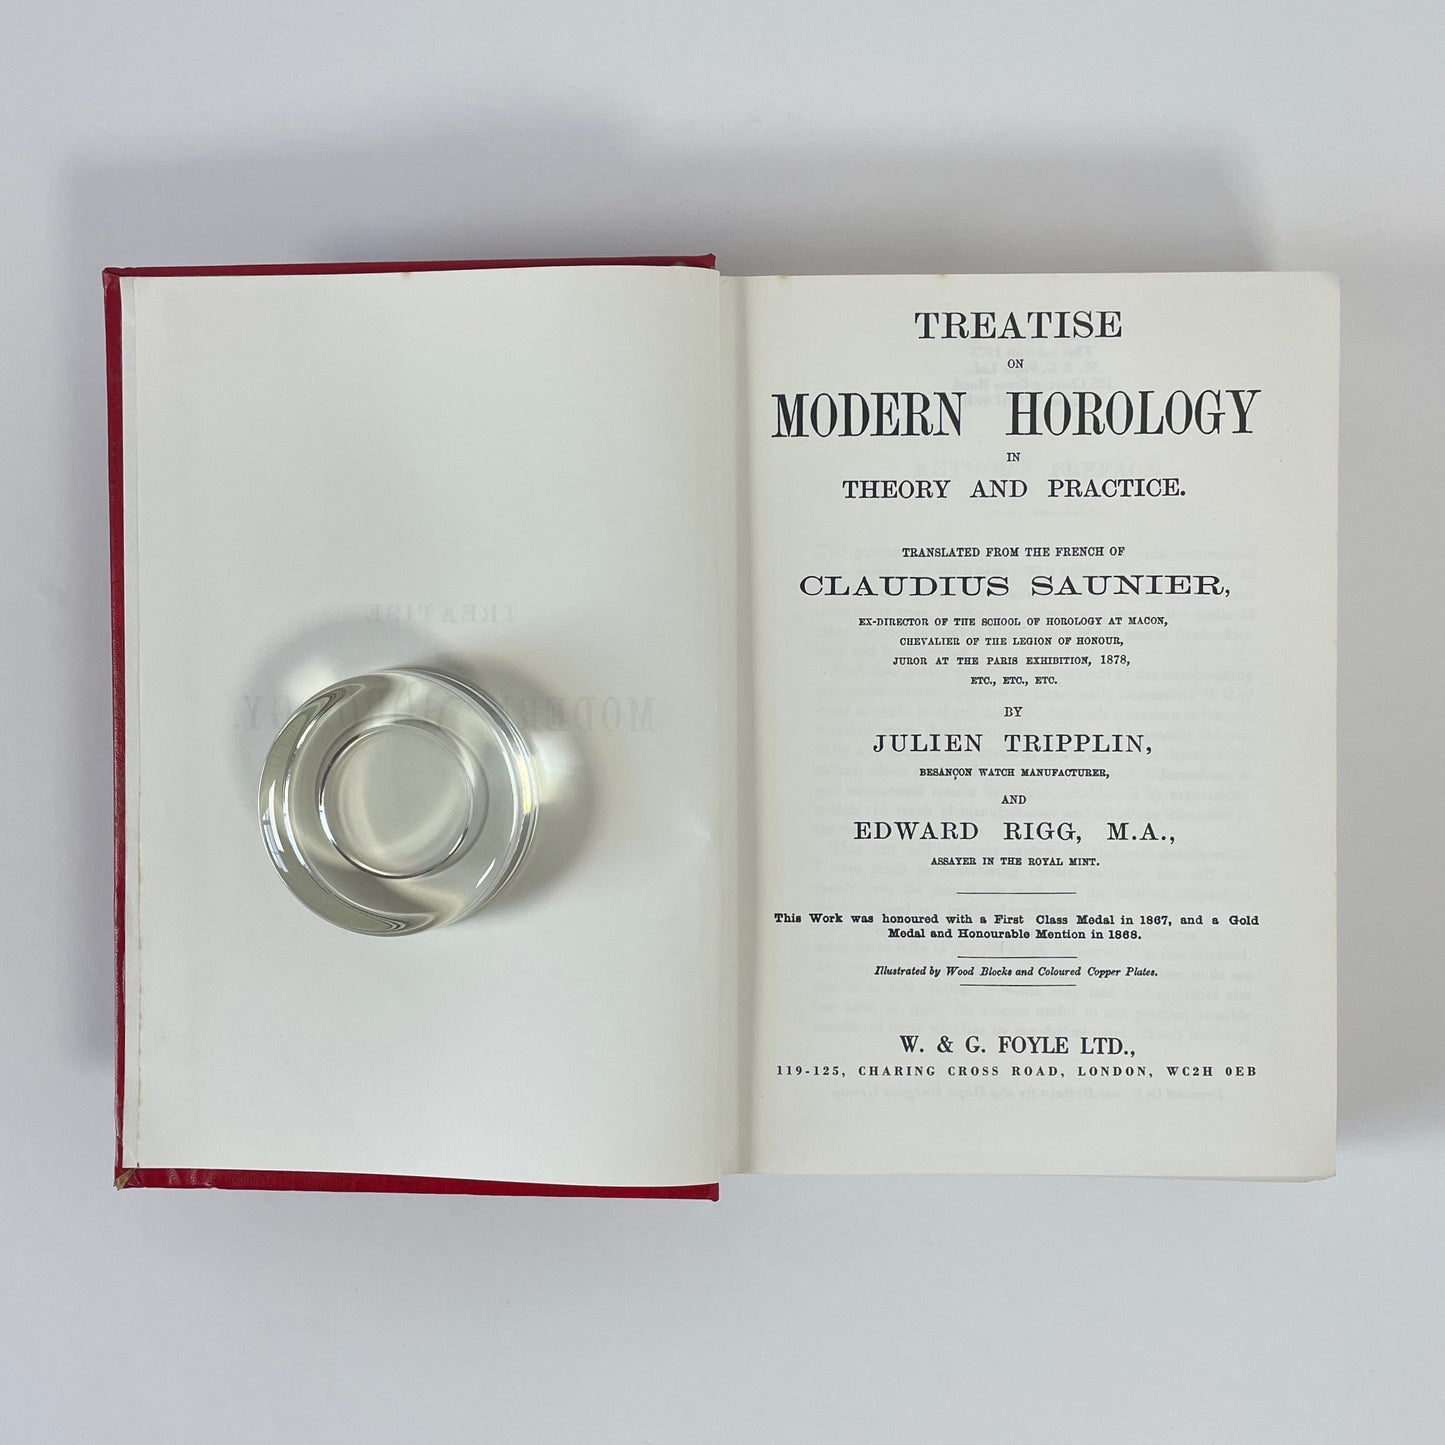 TREATISE
ON
MODERN HOROLOGY
IN
THEORY AND PRACTICE.
TRANSLATED FROM THE FRENCH OF
CLAUDIUS SAUNIER,
EX-DIRECTOR OF THE SCHOOL OF HOROLOGY AT MACON,
CHEVALIER OF THE LEGION OF HONOUR,
JUROR AT THE PARIS EXHIBITION, 1878,
ETC., ETC., ETC.
BY
JULIEN TRIPPLIN,
BESANÇON WATCH MANUFACTURER,
AND
EDWARD RIGG, M.A.,
ASSAYER IN THE ROYAL MINT.
This Work was honoured with a First Class Medal in 1867, and a Gold
Medal and Honourable Mention in 1868.
Illustrated by Wood Blocks and Coloured Copper Plates.
W. & G. FOYLE LTD.,
119-125, CHARING CROSS ROAD, LONDON, WC2H 0EB